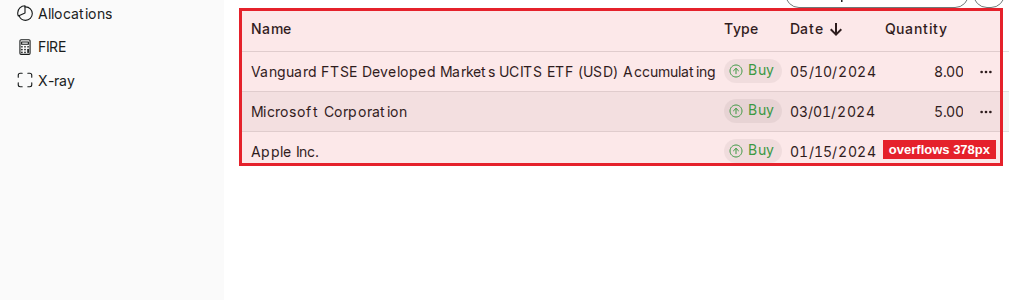 Allocations
FIRE
X-ray
Name Type Date Quantity
Vanguard FTSE Developed Markets UCITS ETF (USD) Accumulating Buy 05/10/2024 8.00
Microsoft Corporation Buy 03/01/2024 5.00
Apple Inc. Buy 01/15/2024 overflows 378px